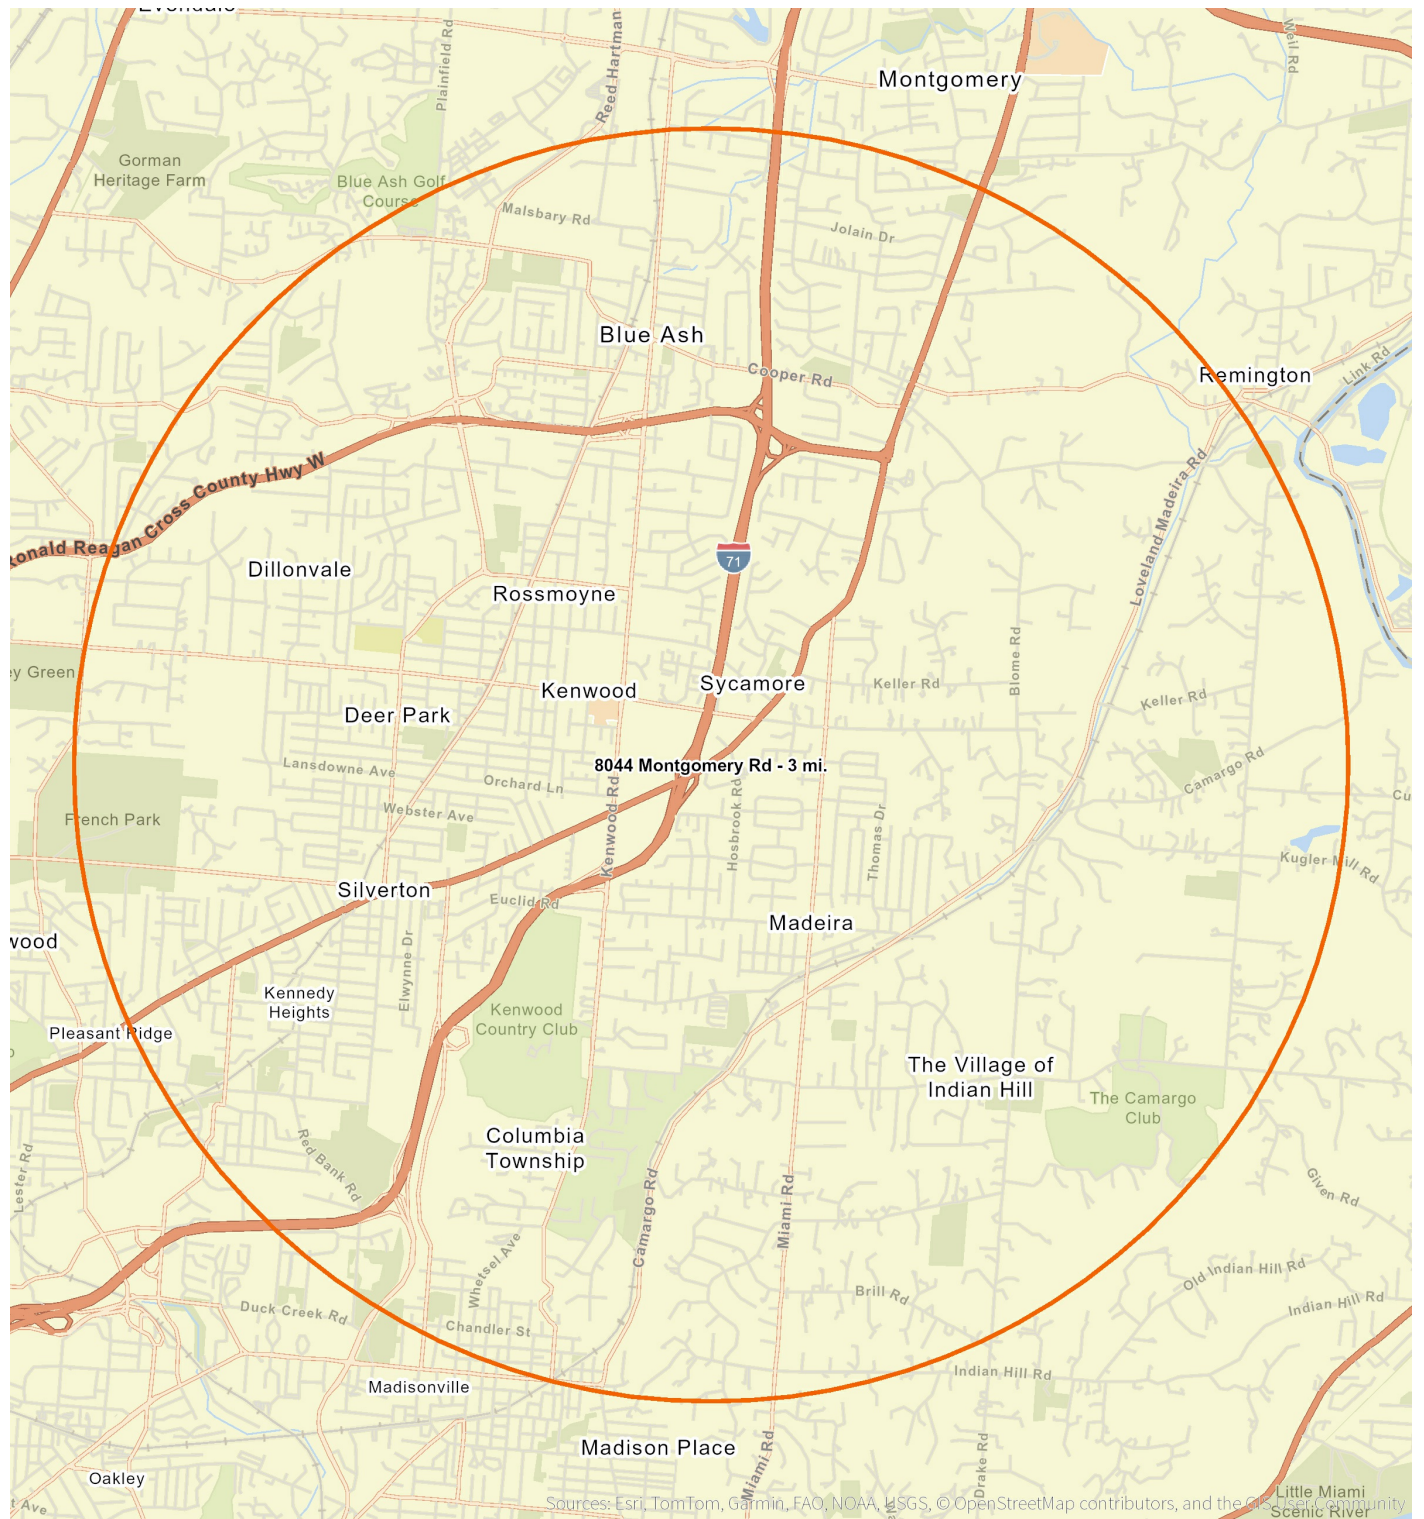 Evendale
Weil Rd
Plainfield Rd
Reed Hartman
Montgomery
Gorman
Heritage Farm
Blue Ash Golf
Course
Malsbary Rd
Jolain Dr
Blue Ash
Cooper Rd
Remington
Link Rd
Ronald Reagan Cross County Hwy W
Loveland Madeira Rd
71
Dillonvale
Rossmoyne
Blome Rd
ey Green
Kenwood
Sycamore
Keller Rd
Keller Rd
Deer Park
Lansdowne Ave
8044 Montgomery Rd - 3 mi.
Camargo Rd
Orchard Ln
Cu
Webster Ave
French Park
Kenwood Rd
Hosbrook Rd
Thomas Dr
Kugler Mill Rd
Silverton
Euclid Rd
Madeira
wood
Elwynne Dr
Kennedy
Heights
Kenwood
Country Club
Pleasant Ridge
The Village of
Indian Hill
The Camargo
Club
Columbia
Township
Red Bank Rd
Lester Rd
Given Rd
Camargo Rd
Miami Rd
Whetsel Ave
Old Indian Hill Rd
Brill Rd
Indian Hill Rd
Duck Creek Rd
Chandler St
Indian Hill Rd
Madisonville
Madison Place
Miami Rd
Drake Rd
Oakley
t Ave
Little Miami
Scenic River
Sources: Esri, TomTom, Garmin, FAO, NOAA, USGS, © OpenStreetMap contributors, and the GIS User Community